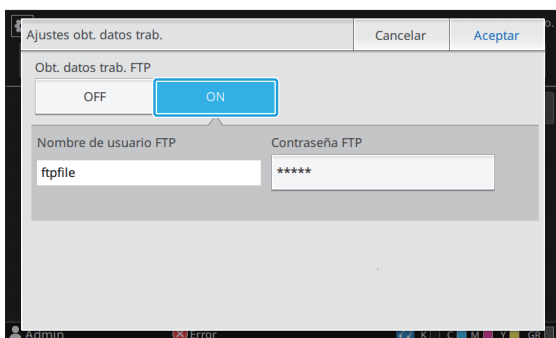 Ajustes obt. datos trab.
Cancelar
Aceptar
Obt. datos trab. FTP
OFF
ON
Nombre de usuario FTP
Contraseña FTP
ftpfile
*****
Admin
Error
K C M Y GR